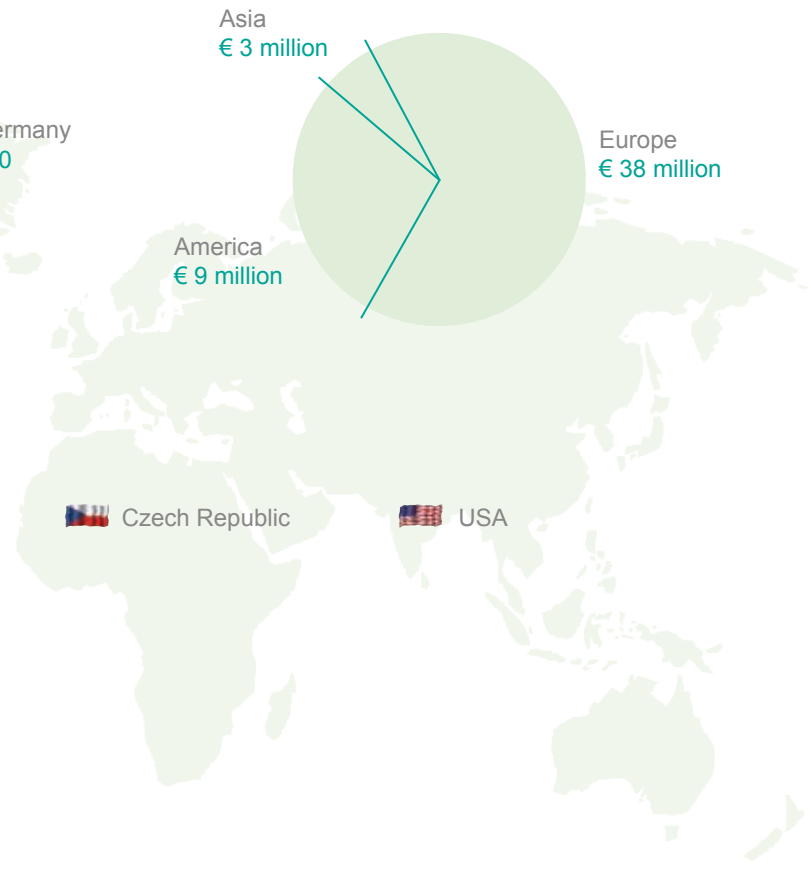 Asia
€ 3 million
ermany
0
Europe
€ 38 million
America
€ 9 million
Czech Republic
USA